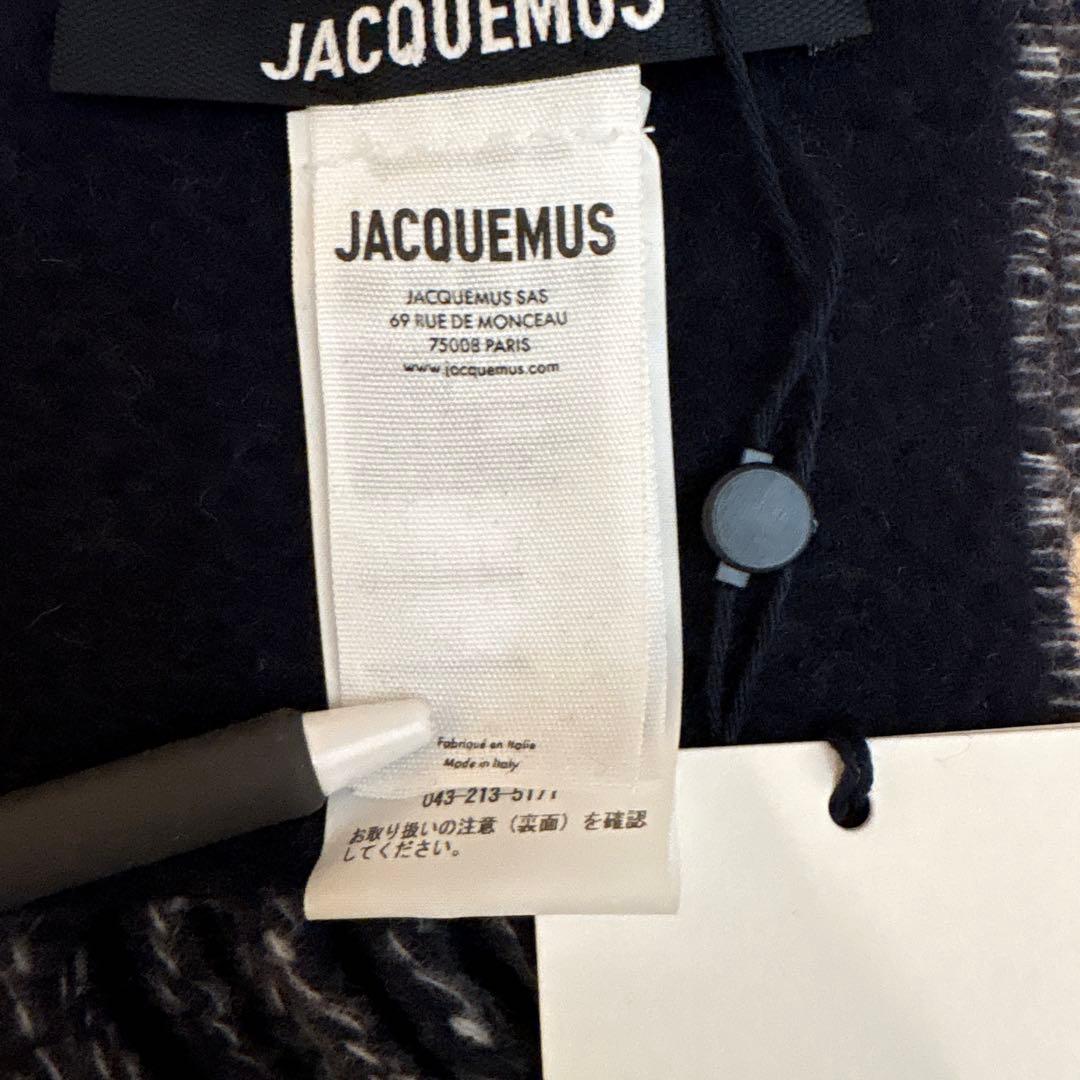 JACQUEMUS
JACQUEMUS
JACQUEMUS SAS
69 RUE DE MONCEAU
75008 PARIS
www.jacquemus.com
Fabriqué en Italie
Made in Italy
043-213-5171
お取り扱いの注意（裏面）を確認
してください。